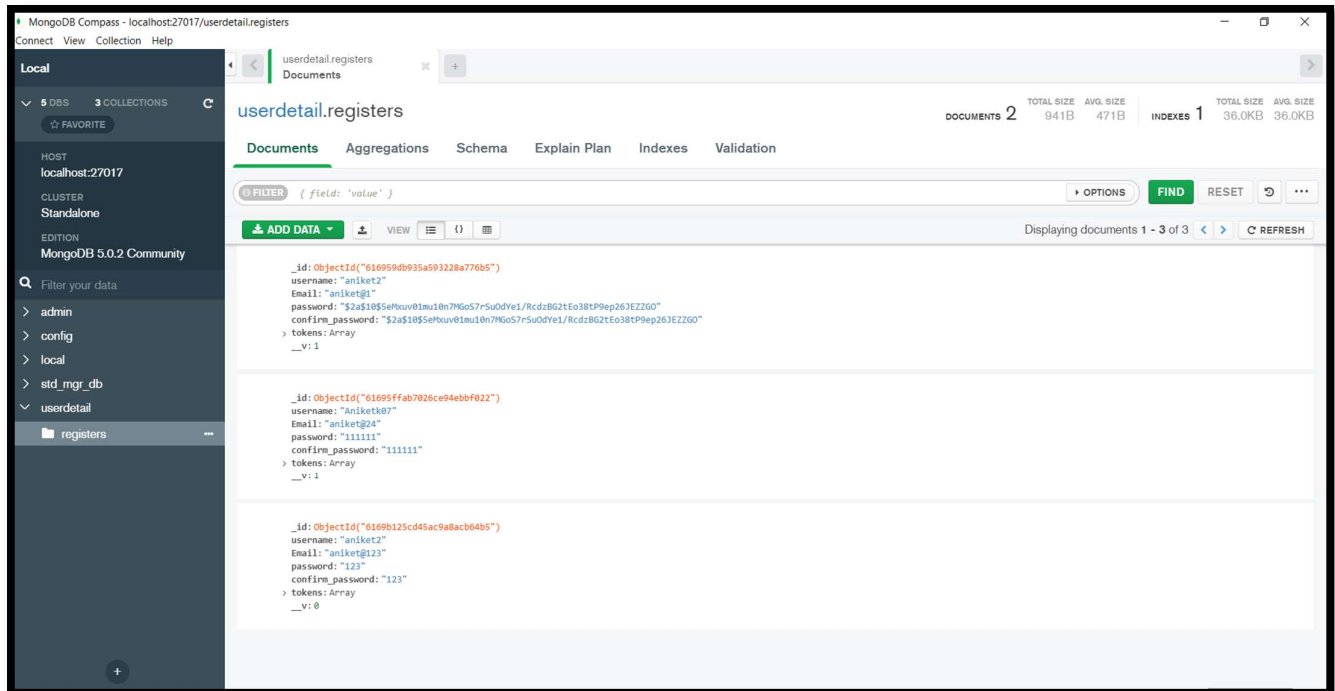 MongoDB Compass - localhost:27017/userdetail.registers
Connect View Collection Help
Local
5 DBS 3 COLLECTIONS
FAVORITE
HOST
localhost:27017
CLUSTER
Standalone
EDITION
MongoDB 5.0.2 Community
Filter your data
admin
config
local
std_mgr_db
userdetail
registers
userdetail.registers
Documents
userdetail.registers
DOCUMENTS 2 TOTAL SIZE 941B AVG. SIZE 471B INDEXES 1 TOTAL SIZE 36.0KB AVG. SIZE 36.0KB
Documents Aggregations Schema Explain Plan Indexes Validation
FILTER { field: 'value' } OPTIONS FIND RESET
ADD DATA VIEW Displaying documents 1 - 3 of 3 REFRESH
_id: ObjectId("616959db935a593228a776b5")
username: "aniket2"
Email: "aniket@1"
password: "$2a$10$5eMxuv01mu10n7MGoS7rSuOdYe1/RcdzBG2tEo38tP9ep26JEZZGO"
confirm_password: "$2a$10$5eMxuv01mu10n7MGoS7rSuOdYe1/RcdzBG2tEo38tP9ep26JEZZGO"
tokens: Array
__v: 1
_id: ObjectId("61695ffab7026ce94ebbf022")
username: "Aniketk07"
Email: "aniket@24"
password: "111111"
confirm_password: "111111"
tokens: Array
__v: 1
_id: ObjectId("6169b125cd45ac9a8acb64b5")
username: "aniket2"
Email: "aniket@123"
password: "123"
confirm_password: "123"
tokens: Array
__v: 0